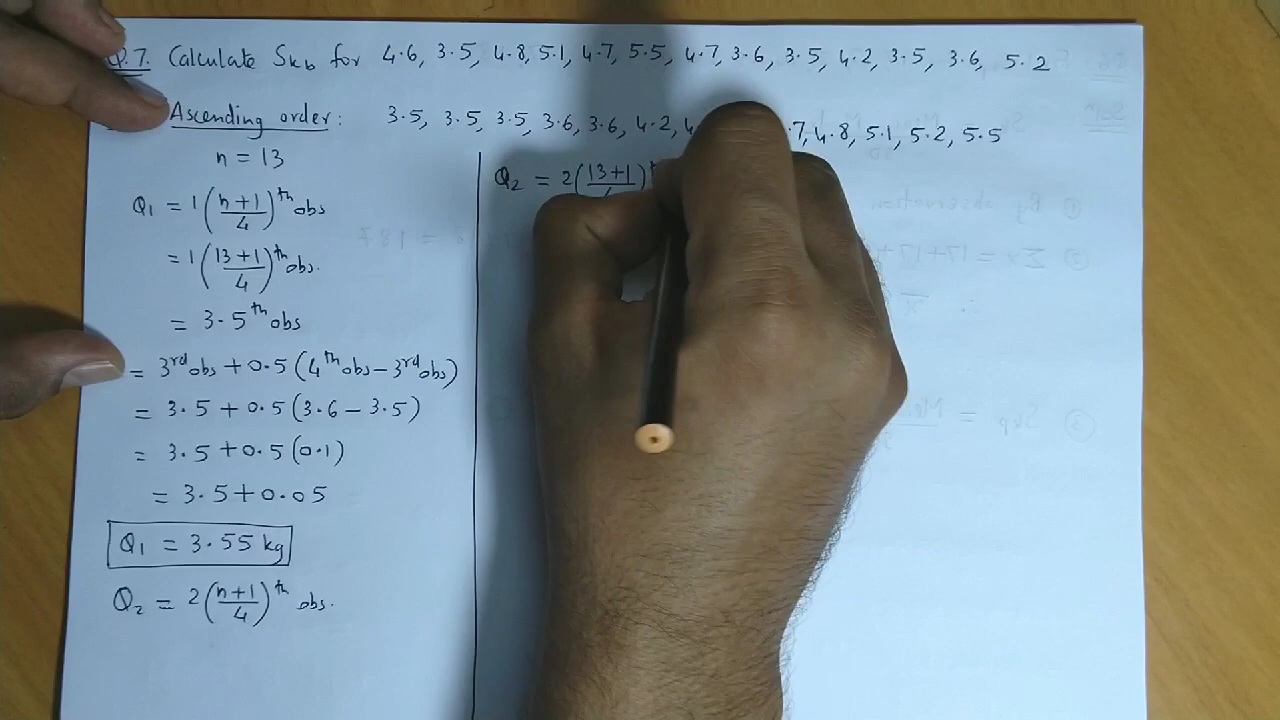 Q.7. Calculate Skb for 4.6, 3.5, 4.8, 5.1, 4.7, 5.5, 4.7, 3.6, 3.5, 4.2, 3.5, 3.6, 5.2
Ascending order: 3.5, 3.5, 3.5, 3.6, 3.6, 4.2, 4 .7, 4.8, 5.1, 5.2, 5.5
n = 13
Q1 = 1(n+1/4)th obs
= 1(13+1/4)th obs.
= 3.5th obs
= 3rd obs + 0.5 (4th obs - 3rd obs)
= 3.5 + 0.5 (3.6 - 3.5)
= 3.5 + 0.5 (0.1)
= 3.5 + 0.05
Q1 = 3.55 kg
Q2 = 2(n+1/4)th obs.
Q2 = 2(13+1/4)t